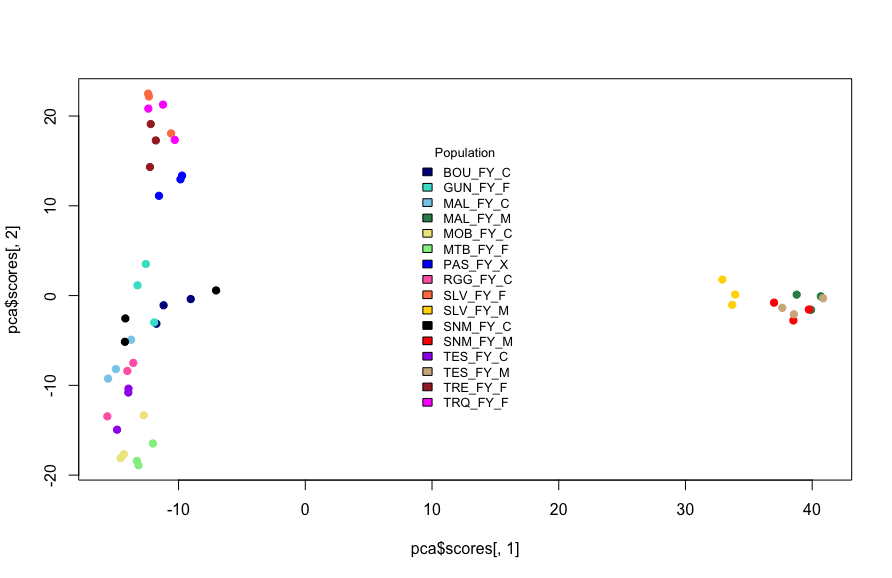 20
10
0
-10
-20
pca$scores[, 2]
Population
BOU_FY_C
GUN_FY_F
MAL_FY_C
MAL_FY_M
MOB_FY_C
MTB_FY_F
PAS_FY_X
RGG_FY_C
SLV_FY_F
SLV_FY_M
SNM_FY_C
SNM_FY_M
TES_FY_C
TES_FY_M
TRE_FY_F
TRQ_FY_F
-10 0 10 20 30 40
pca$scores[, 1]